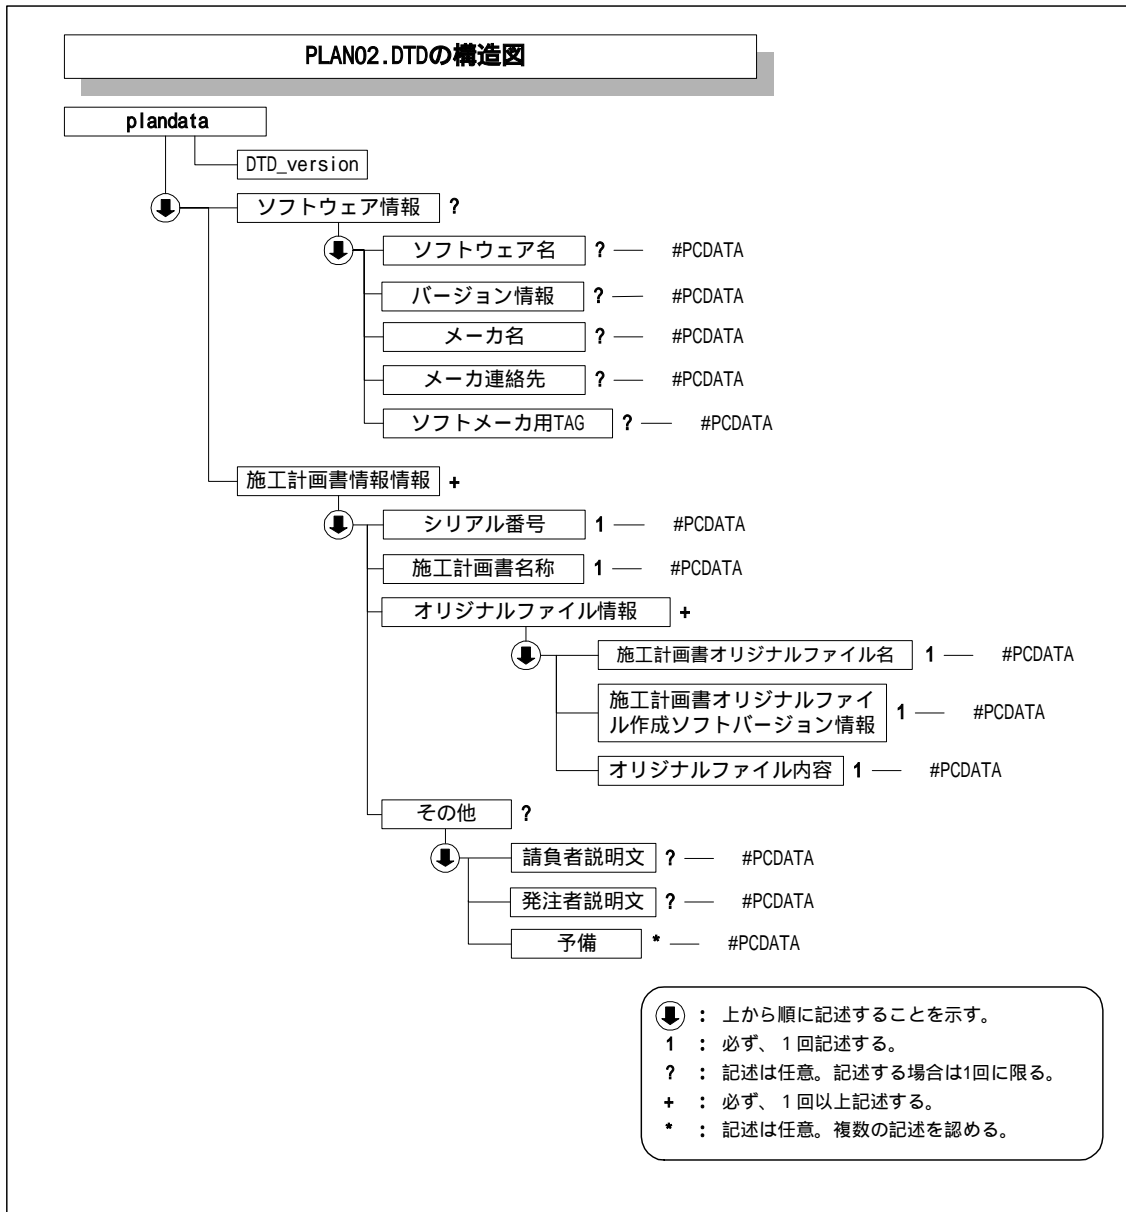 PLAN02.DTDの構造図
plandata
DTD_version
ソフトウェア情報 ?
ソフトウェア名 ? #PCDATA
バージョン情報 ? #PCDATA
メーカ名 ? #PCDATA
メーカ連絡先 ? #PCDATA
ソフトメーカ用TAG ? #PCDATA
施工計画書情報情報 +
シリアル番号 1 #PCDATA
施工計画書名称 1 #PCDATA
オリジナルファイル情報 +
施工計画書オリジナルファイル名 1 #PCDATA
施工計画書オリジナルファイ
ル作成ソフトバージョン情報 1 #PCDATA
オリジナルファイル内容 1 #PCDATA
その他 ?
請負者説明文 ? #PCDATA
発注者説明文 ? #PCDATA
予備 * #PCDATA
: 上から順に記述することを示す。
1 : 必ず、1回記述する。
? : 記述は任意。記述する場合は1回に限る。
+ : 必ず、1回以上記述する。
* : 記述は任意。複数の記述を認める。